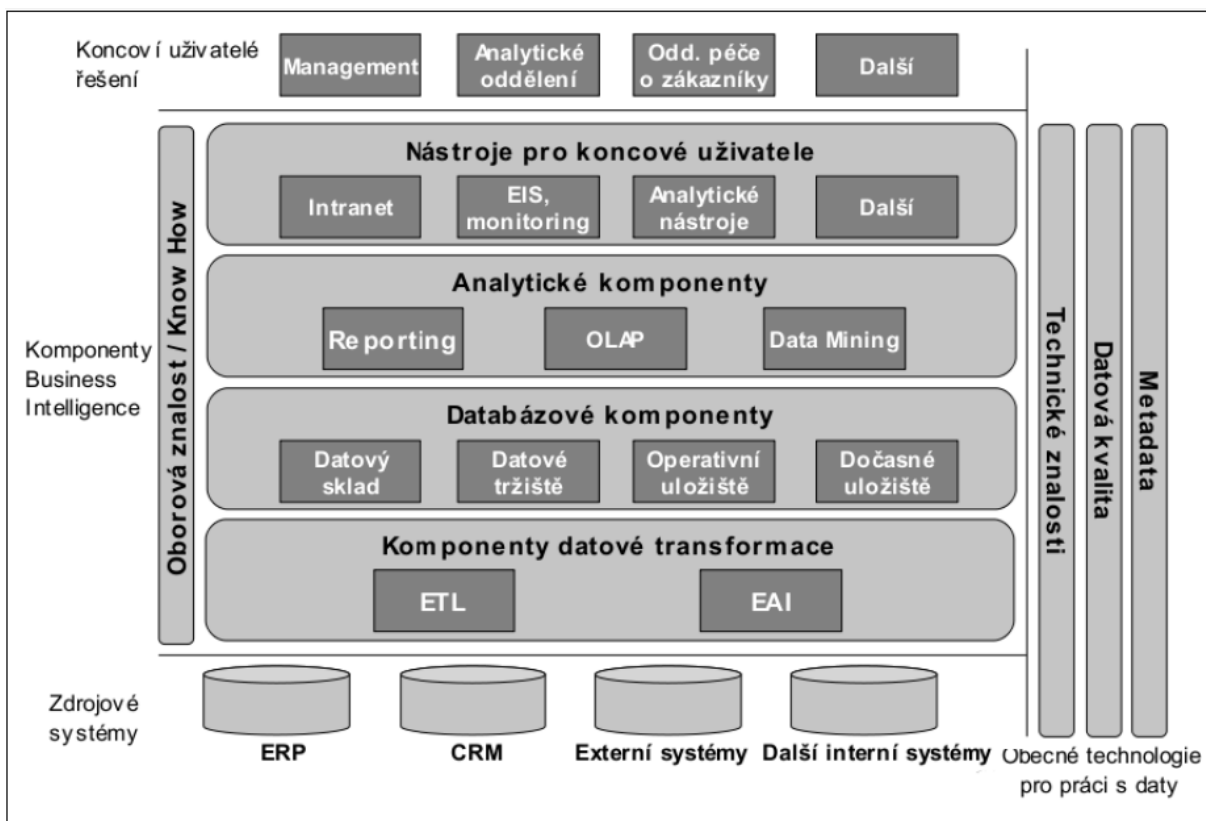 Koncoví uživatelé
řešení
Management
Analytické
oddělení
Odd. péče
o zákazníky
Další
Nástroje pro koncové uživatele
Intranet
EIS,
monitoring
Analytické
nástroje
Další
Analytické komponenty
Reporting
OLAP
Data Mining
Komponenty
Business
Intelligence
Oborová znalost / Know How
Databázové komponenty
Datový
sklad
Datové
tržiště
Operativní
uložiště
Dočasné
uložiště
Komponenty datové transformace
ETL
EAI
Technické znalosti
Datová kvalita
Metadata
Zdrojové
systémy
ERP
CRM
Externí systémy
Další interní systémy
Obecné technologie
pro práci s daty